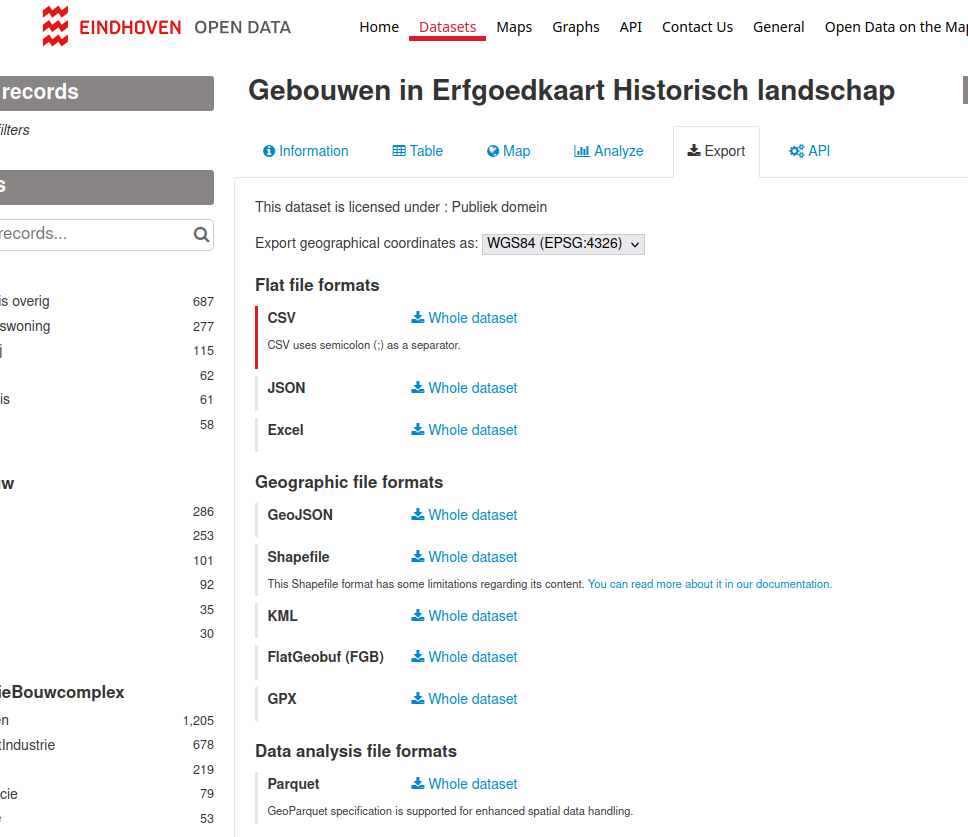 EINDHOVEN OPEN DATA
Home Datasets Maps Graphs API Contact Us General Open Data on the Map
records
Gebouwen in Erfgoedkaart Historisch landschap
Information Table Map Analyze Export API
This dataset is licensed under : Publiek domein
records...
Export geographical coordinates as: WGS84 (EPSG:4326)
Flat file formats
is overig 687
CSV Whole dataset
swoning 277
CSV uses semicolon (;) as a separator.
115
62
JSON Whole dataset
is 61
58
Excel Whole dataset
Geographic file formats
286
GeoJSON Whole dataset
253
101
Shapefile Whole dataset
92
This Shapefile format has some limitations regarding its content. You can read more about it in our documentation.
35
KML Whole dataset
30
FlatGeobuf (FGB) Whole dataset
ieBouwcomplex
GPX Whole dataset
en 1,205
tIndustrie 678
Data analysis file formats
219
Parquet Whole dataset
cie 79
GeoParquet specification is supported for enhanced spatial data handling.
53